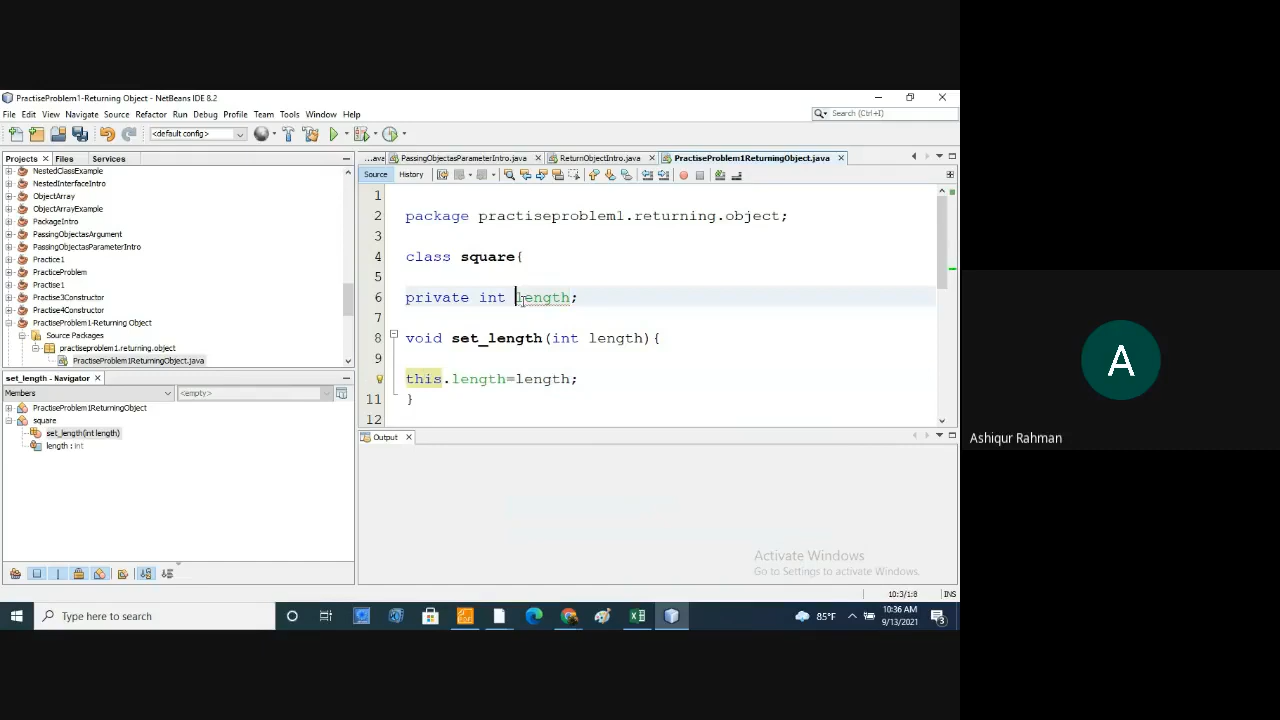 PractiseProblem1-Returning Object - NetBeans IDE 8.2
File Edit View Navigate Source Refactor Run Debug Profile Team Tools Window Help
Search (Ctrl+I)
<default config>
Projects Files Services
NestedClassExample
NestedInterfaceIntro
ObjectArray
ObjectArrayExample
PackageIntro
PassingObjectasArgument
PassingObjectasParameterIntro
Practice1
PracticeProblem
Practise1
Practise3Constructor
Practise4Constructor
PractiseProblem1-Returning Object
Source Packages
practiseproblem1.returning.object
PractiseProblem1ReturningObject.java
set_length - Navigator
Members <empty>
PractiseProblem1ReturningObject
square
set_length(int length)
length : int
...ava PassingObjectasParameterIntro.java ReturnObjectIntro.java PractiseProblem1ReturningObject.java
Source History
1
2 package practiseproblem1.returning.object;
3
4 class square{
5
6 private int length;
7
8 void set_length(int length){
9
this.length=length;
11 }
12
Output
Activate Windows
Go to Settings to activate Windows.
10:3/1:8 INS
Type here to search
85°F
10:36 AM
9/13/2021
3
A
Ashiqur Rahman